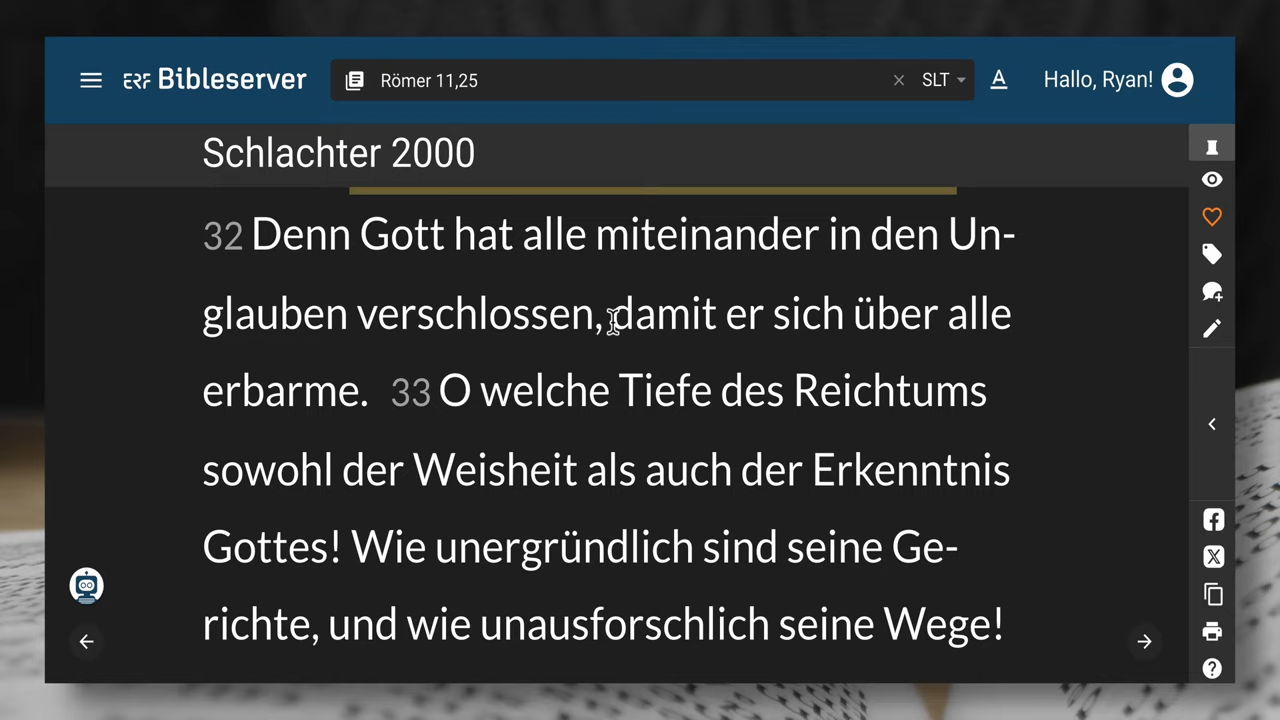 ERF Bibleserver
Römer 11,25
SLT
A
Hallo, Ryan!
Schlachter 2000
32 Denn Gott hat alle miteinander in den Un-
glauben verschlossen, damit er sich über alle
erbarme. 33 O welche Tiefe des Reichtums
sowohl der Weisheit als auch der Erkenntnis
Gottes! Wie unergründlich sind seine Ge-
richte, und wie unausforschlich seine Wege!